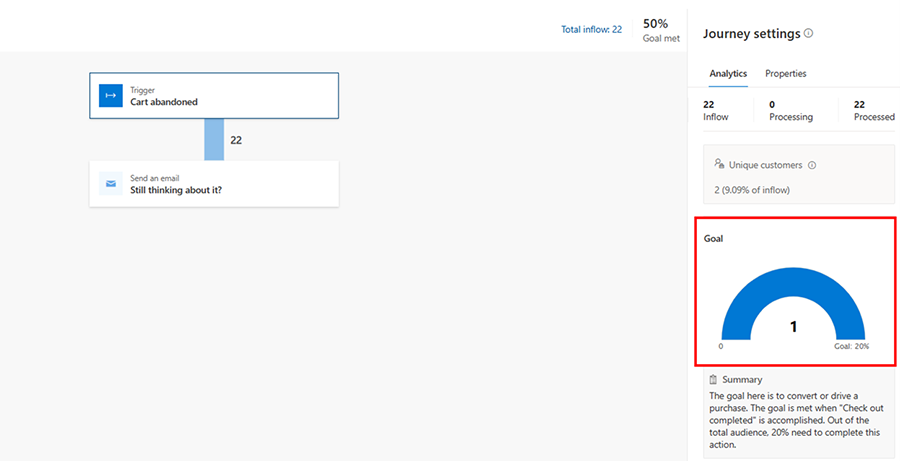 Total inflow: 22
50%
Goal met
Trigger
Cart abandoned
22
Send an email
Still thinking about it?
Journey settings
Analytics Properties
22 0 22
Inflow Processing Processed
Unique customers
2 (9.09% of inflow)
Goal
1
0 Goal: 20%
Summary
The goal here is to convert or drive a
purchase. The goal is met when "Check out
completed" is accomplished. Out of the
total audience, 20% need to complete this
action.